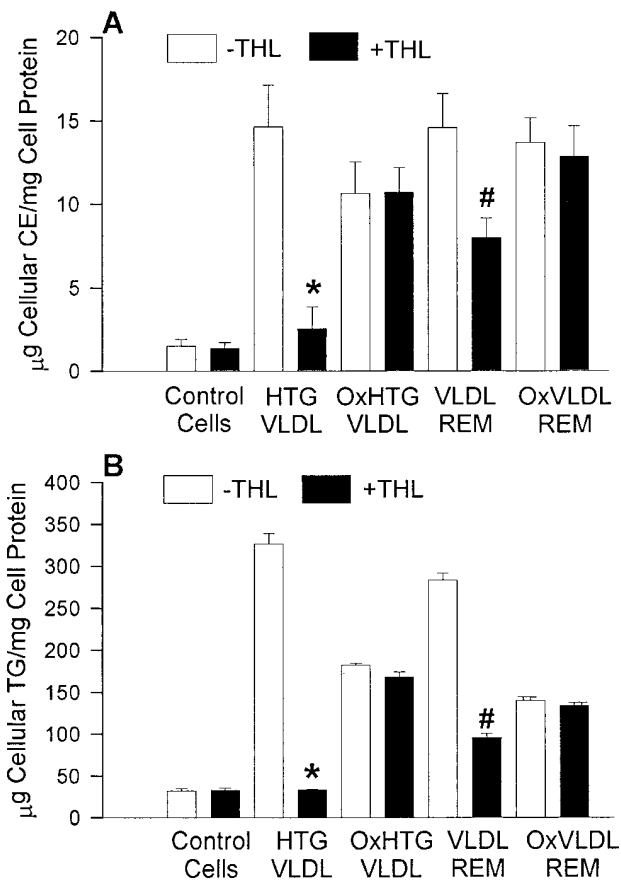 A
-THL +THL
μg Cellular CE/mg Cell Protein
20
15
10
5
0
*
#
Control Cells
HTG VLDL
OxHTG VLDL
VLDL REM
OxVLDL REM
B
-THL +THL
μg Cellular TG/mg Cell Protein
400
350
300
250
200
150
100
50
0
*
#
Control Cells
HTG VLDL
OxHTG VLDL
VLDL REM
OxVLDL REM